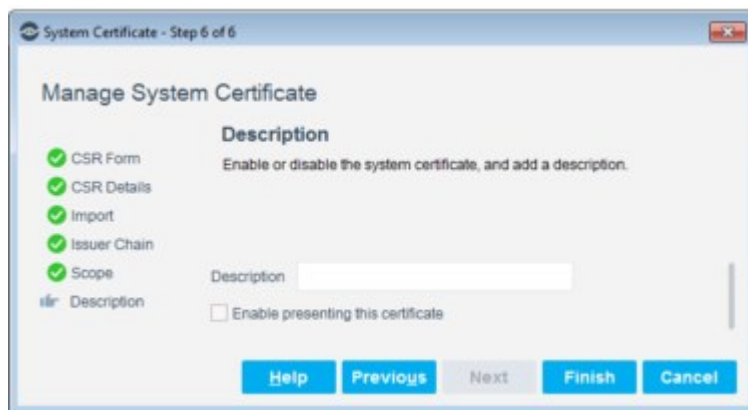 System Certificate - Step 6 of 6
Manage System Certificate
Description
Enable or disable the system certificate, and add a description.
CSR Form
CSR Details
Import
Issuer Chain
Scope
Description
Description
Enable presenting this certificate
Help
Previous
Next
Finish
Cancel